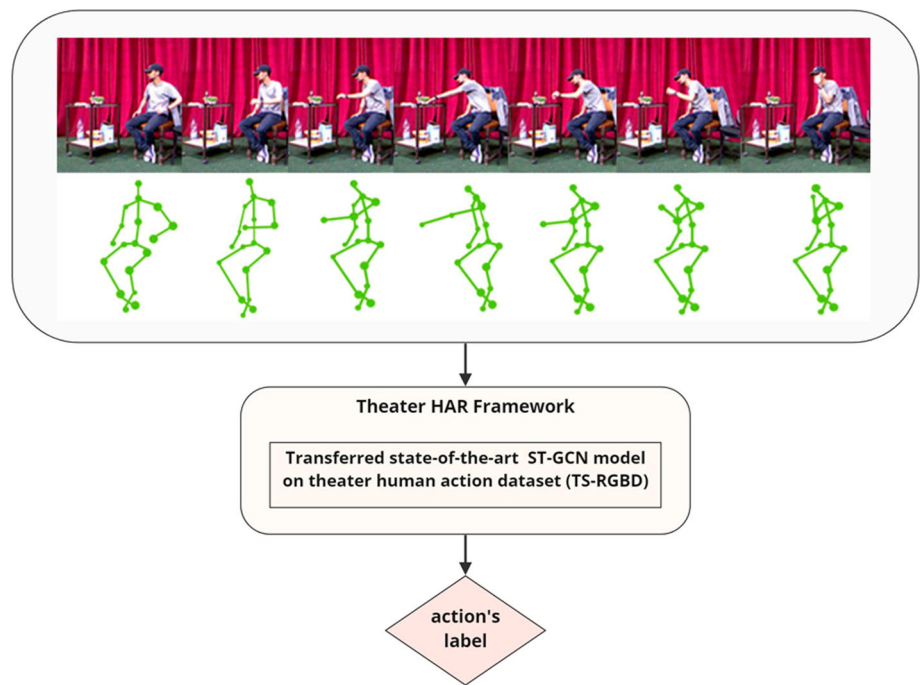 Theater HAR Framework
Transferred state-of-the-art ST-GCN model
on theater human action dataset (TS-RGBD)
action's
label